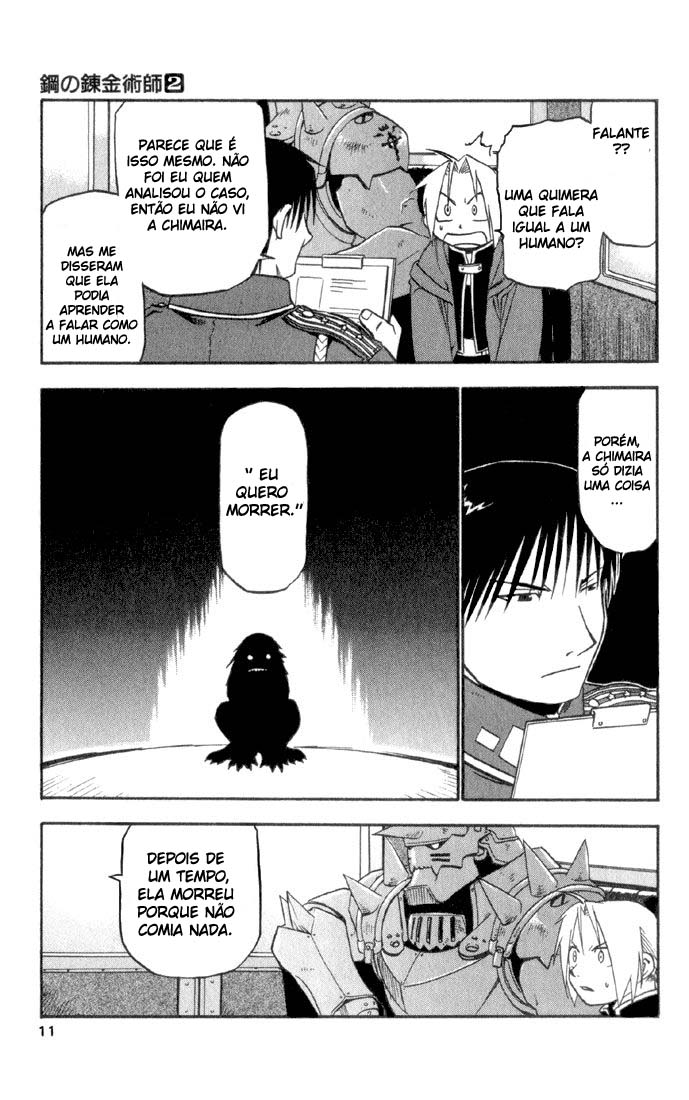 鋼の錬金術師2
FALANTE
??
UMA QUIMERA
QUE FALA
IGUAL A UM
HUMANO?
PARECE QUE É
ISSO MESMO. NÃO
FOI EU QUEM
ANALISOU O CASO,
ENTÃO EU NÃO VI
A CHIMAIRA.
MAS ME
DISSERAM
QUE ELA
PODIA
APRENDER
A FALAR COMO
UM HUMANO.
PORÉM,
A CHIMAIRA
SÓ DIZIA
UMA COISA
...
“ EU
QUERO
MORRER.”
DEPOIS DE
UM TEMPO,
ELA MORREU
PORQUE NÃO
COMIA NADA.
11